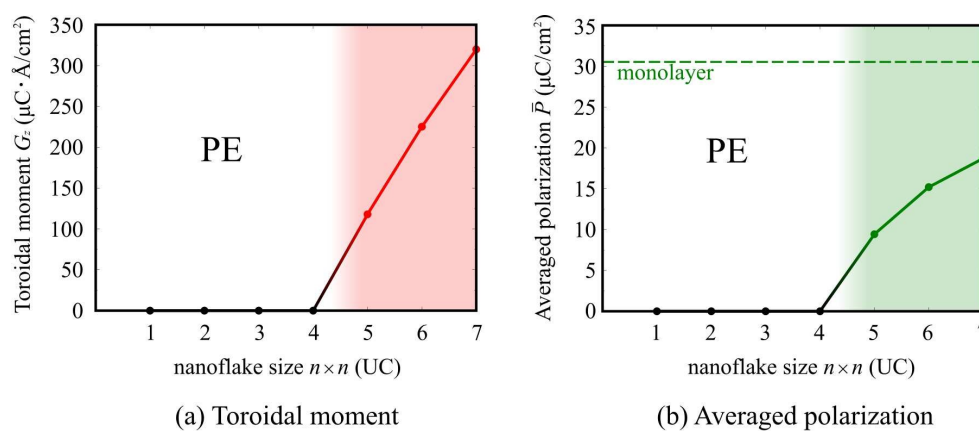 350
300
250
200
150
100
50
0
Toroidal moment G_z (μC·Å/cm²)
PE
1 2 3 4 5 6 7
nanoflake size n×n (UC)
(a) Toroidal moment
35
30
25
20
15
10
5
0
Averaged polarization P̄ (μC/cm²)
monolayer
PE
1 2 3 4 5 6
nanoflake size n×n (UC)
(b) Averaged polarization